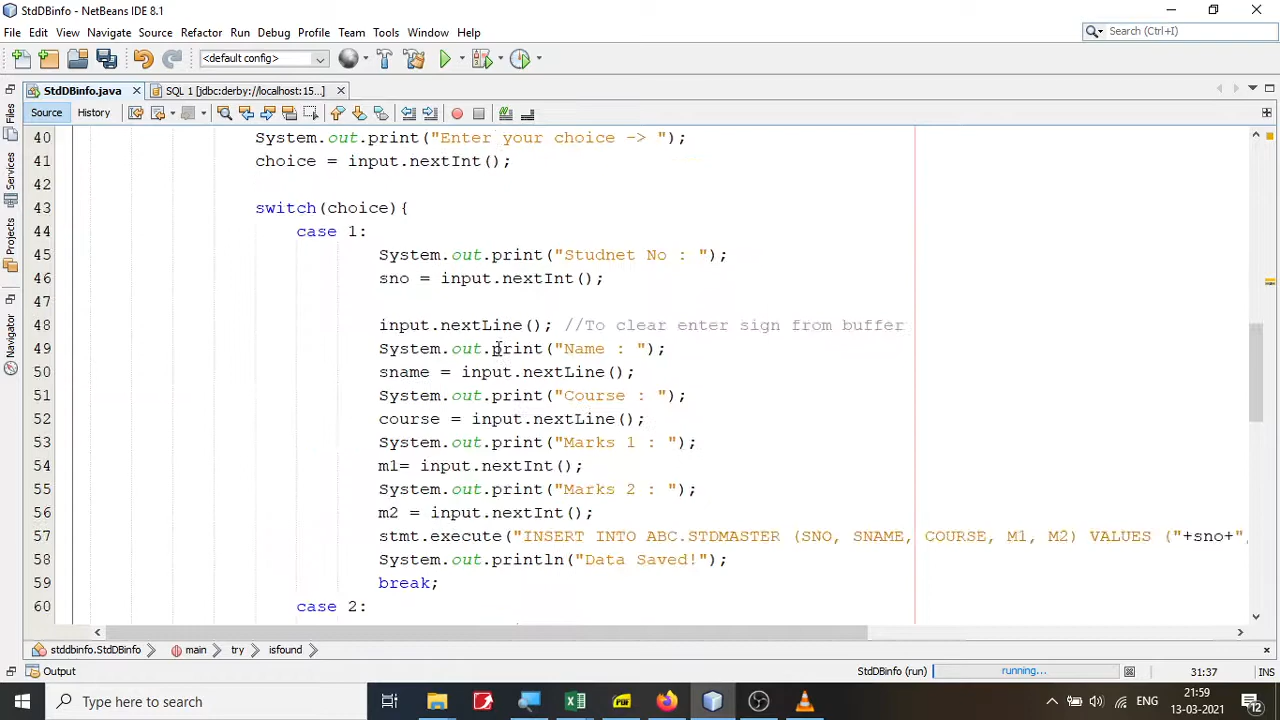 StdDBinfo - NetBeans IDE 8.1
File Edit View Navigate Source Refactor Run Debug Profile Team Tools Window Help
Search (Ctrl+I)
<default config>
StdDBinfo.java
SQL 1 [jdbc:derby://localhost:15...]
Source History
Files
Services
Projects
Navigator
40 System.out.print("Enter your choice -> ");
41 choice = input.nextInt();
42
43 switch(choice){
44 case 1:
45 System.out.print("Studnet No : ");
46 sno = input.nextInt();
47
48 input.nextLine(); //To clear enter sign from buffer
49 System.out.print("Name : ");
50 sname = input.nextLine();
51 System.out.print("Course : ");
52 course = input.nextLine();
53 System.out.print("Marks 1 : ");
54 m1= input.nextInt();
55 System.out.print("Marks 2 : ");
56 m2 = input.nextInt();
57 stmt.execute("INSERT INTO ABC.STDMASTER (SNO, SNAME, COURSE, M1, M2) VALUES ("+sno+",
58 System.out.println("Data Saved!");
59 break;
60 case 2:
stddbinfo.StdDBinfo main try isfound
Output
StdDBinfo (run) running... 31:37 INS
Type here to search
ENG
21:59
13-03-2021
12